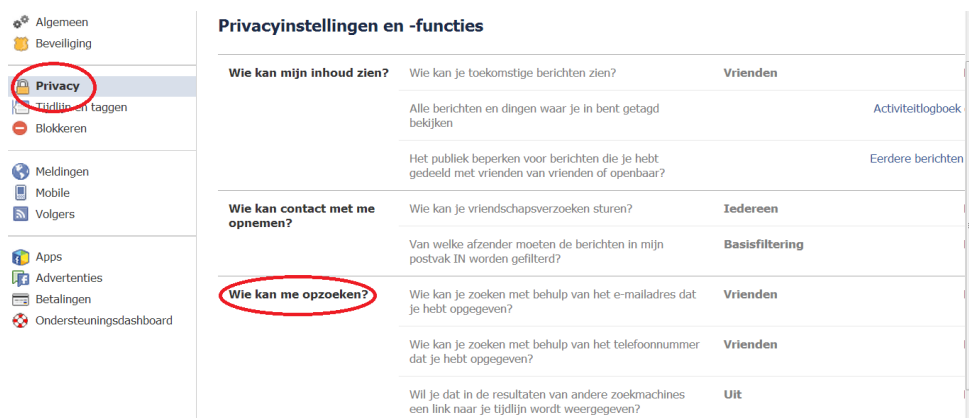 Algemeen
Beveiliging
Privacy
Tijdlijn en taggen
Blokkeren
Meldingen
Mobile
Volgers
Apps
Advertenties
Betalingen
Ondersteuningsdashboard
Privacyinstellingen en -functies
Wie kan mijn inhoud zien?
Wie kan je toekomstige berichten zien?
Vrienden
Alle berichten en dingen waar je in bent getagd
bekijken
Activiteitlogboek
Het publiek beperken voor berichten die je hebt
gedeeld met vrienden van vrienden of openbaar?
Eerdere berichten
Wie kan contact met me
opnemen?
Wie kan je vriendschapsverzoeken sturen?
Iedereen
Van welke afzender moeten de berichten in mijn
postvak IN worden gefilterd?
Basisfiltering
Wie kan me opzoeken?
Wie kan je zoeken met behulp van het e-mailadres dat
je hebt opgegeven?
Vrienden
Wie kan je zoeken met behulp van het telefoonnummer
dat je hebt opgegeven?
Vrienden
Wil je dat in de resultaten van andere zoekmachines
een link naar je tijdlijn wordt weergegeven?
Uit